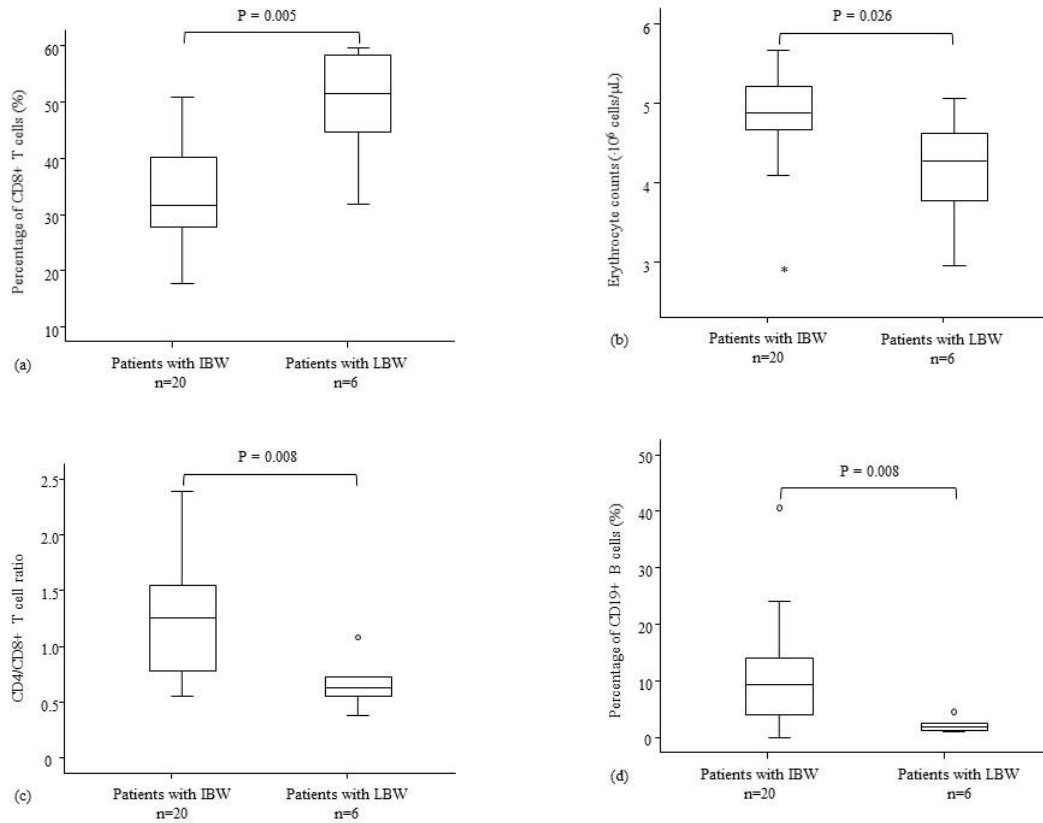 P = 0.005
Percentage of CD8+ T cells (%)
60
50
40
30
20
10
Patients with IBW
n=20
Patients with LBW
n=6
(a)
P = 0.026
Erythrocyte counts (·10⁶ cells/μL)
6
5
4
3
Patients with IBW
n=20
Patients with LBW
n=6
(b)
P = 0.008
CD4/CD8+ T cell ratio
2.5
2.0
1.5
1.0
0.5
0
Patients with IBW
n=20
Patients with LBW
n=6
(c)
P = 0.008
Percentage of CD19+ B cells (%)
50
40
30
20
10
0
Patients with IBW
n=20
Patients with LBW
n=6
(d)